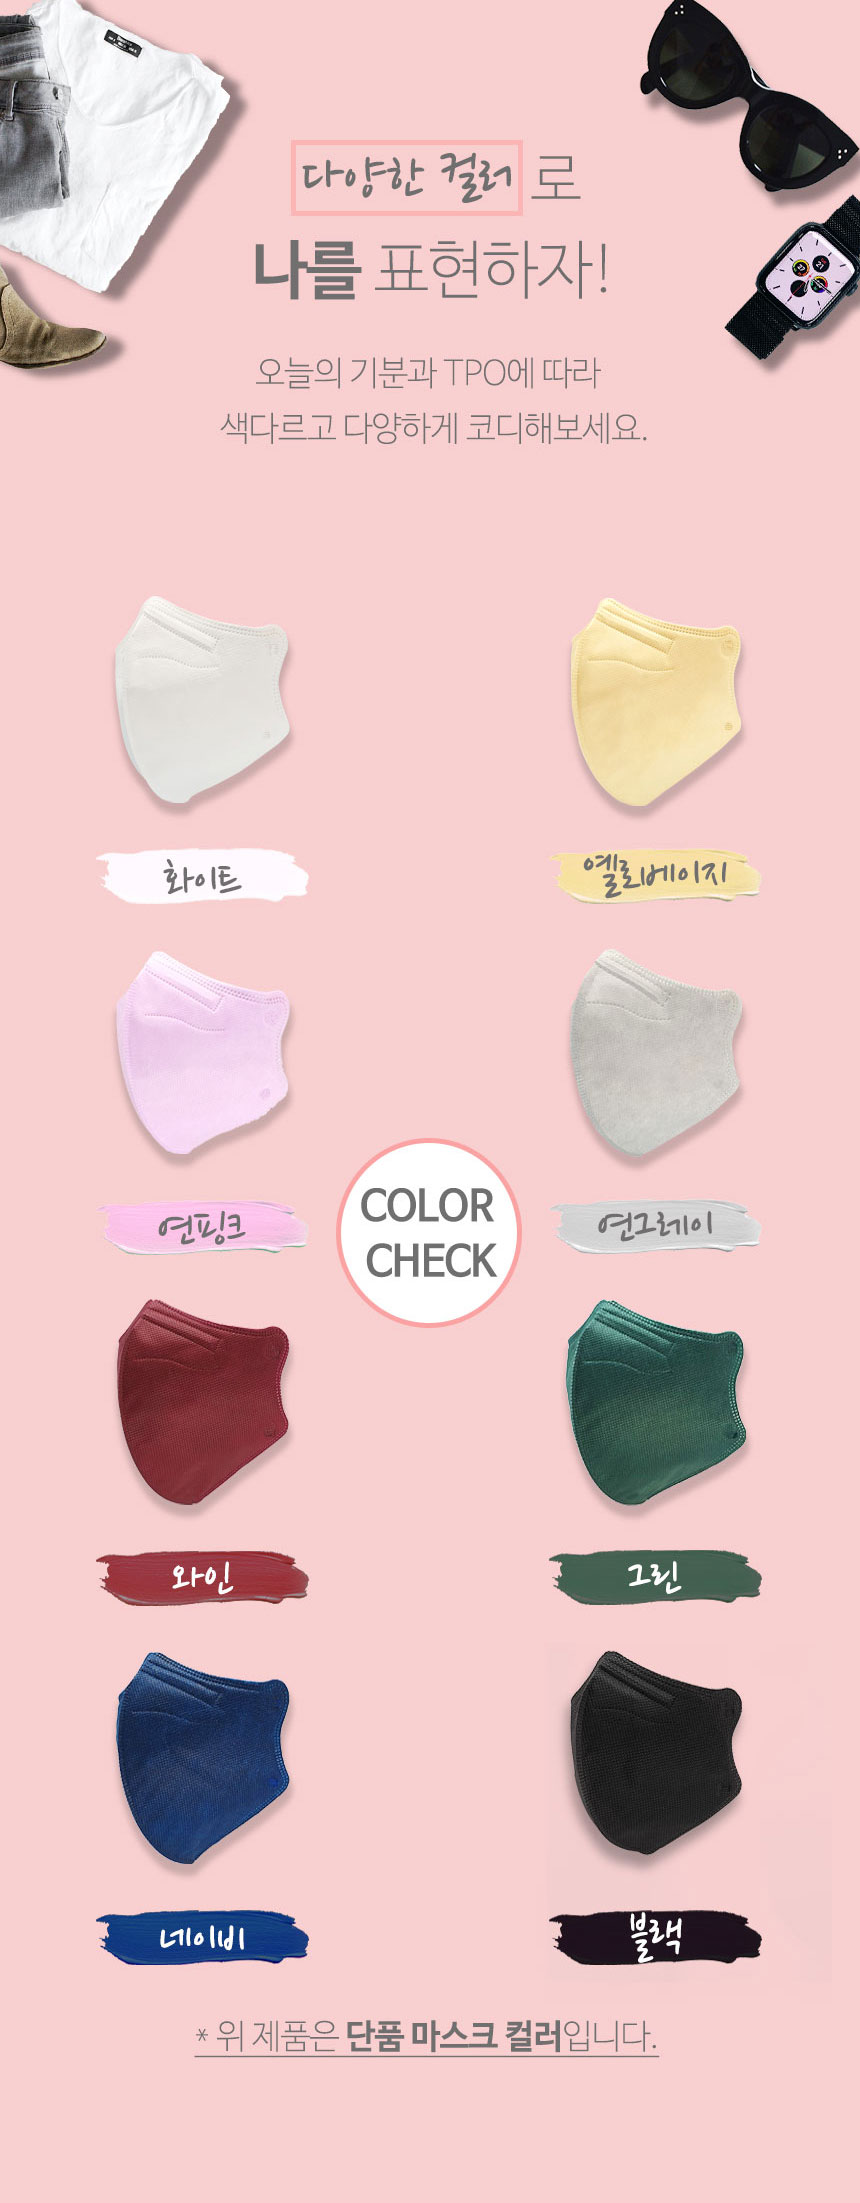 다양한 컬러로
나를 표현하자!
오늘의 기분과 TPO에 따라
색다르고 다양하게 코디해보세요.
화이트
옐로베이지
연핑크
연그레이
COLOR
CHECK
와인
그린
네이비
블랙
* 위 제품은 단품 마스크 컬러입니다.